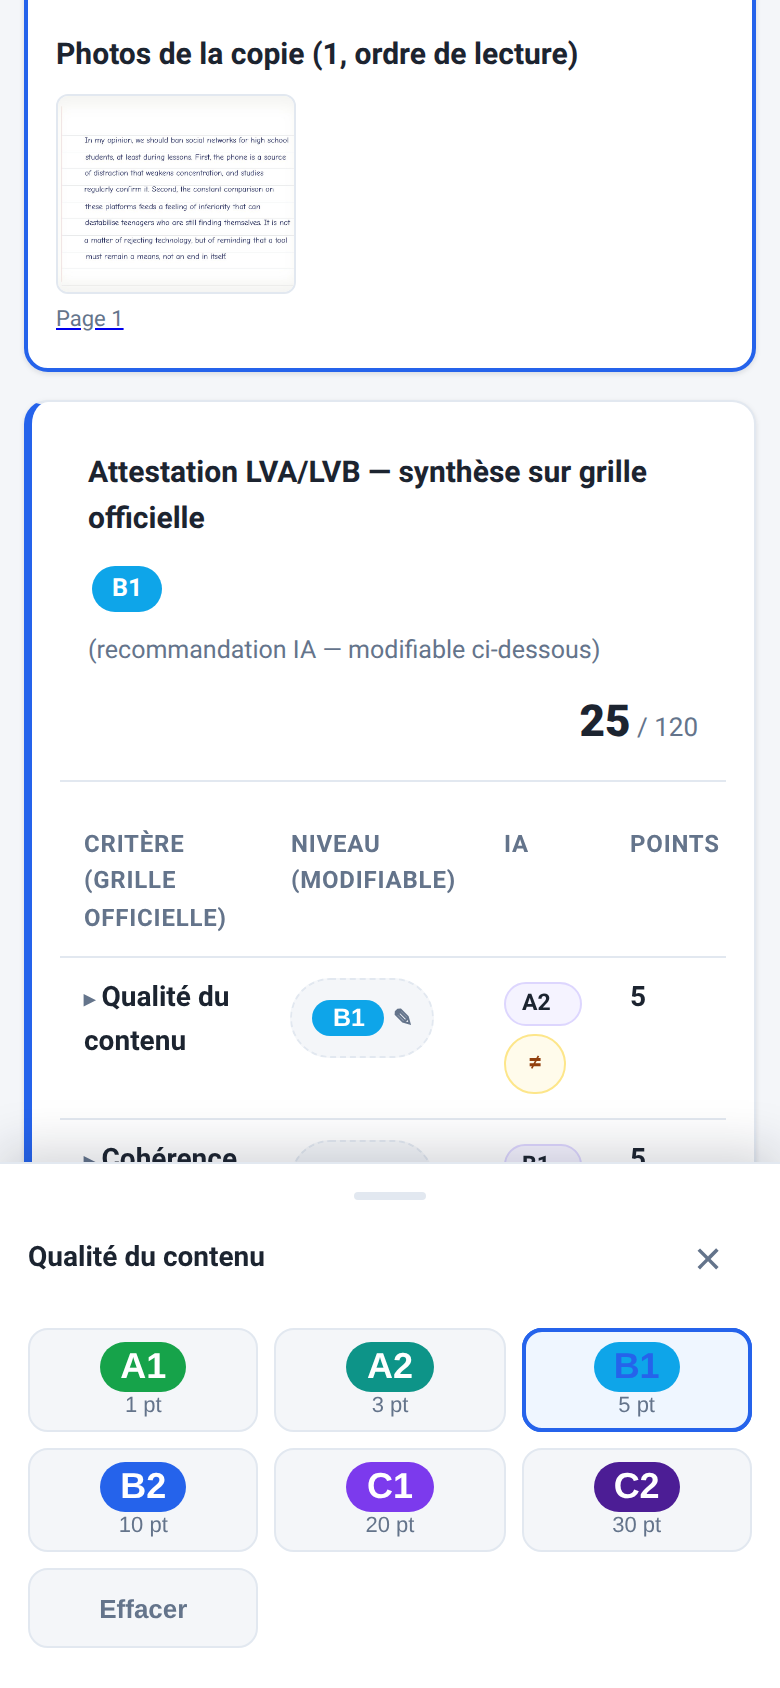 Photos de la copie (1, ordre de lecture)
In my opinion, we should ban social networks for high school
students, at least during lessons. First, the phone is a source
of distraction that weakens concentration, and studies
regularly confirm it. Second, the constant comparison on
these platforms feeds a feeling of inferiority that can
destabilise teenagers who are still finding themselves. It is not
a matter of rejecting technology, but of reminding that a tool
must remain a means, not an end in itself.
Page 1
Attestation LVA/LVB — synthèse sur grille
officielle
B1
(recommandation IA — modifiable ci-dessous)
25 / 120
CRITÈRE
(GRILLE
OFFICIELLE)
NIVEAU
(MODIFIABLE)
IA
POINTS
▸ Qualité du
contenu
B1 ✎
A2
≠
5
▸ Cohérence
B1
5
Qualité du contenu
✕
A1
1 pt
A2
3 pt
B1
5 pt
B2
10 pt
C1
20 pt
C2
30 pt
Effacer